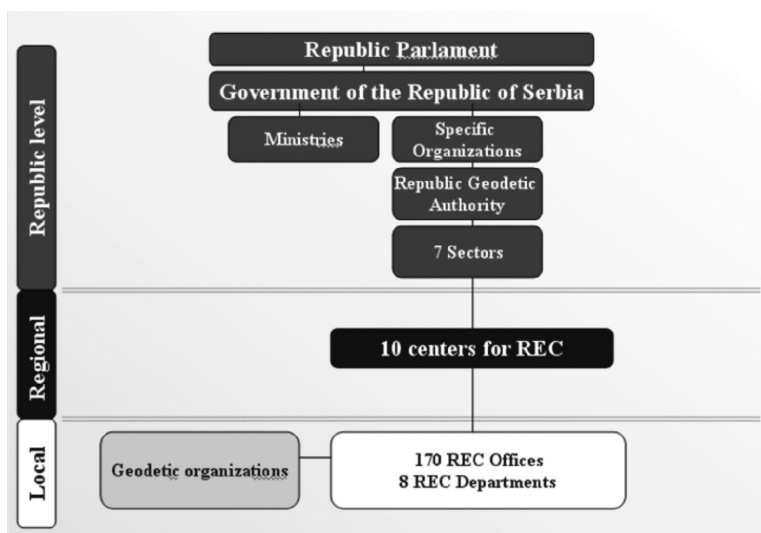 Republic level
Republic Parlament
Government of the Republic of Serbia
Ministries
Specific
Organizations
Republic Geodetic
Authority
7 Sectors
Regional
10 centers for REC
Local
Geodetic organizations
170 REC Offices
8 REC Departments